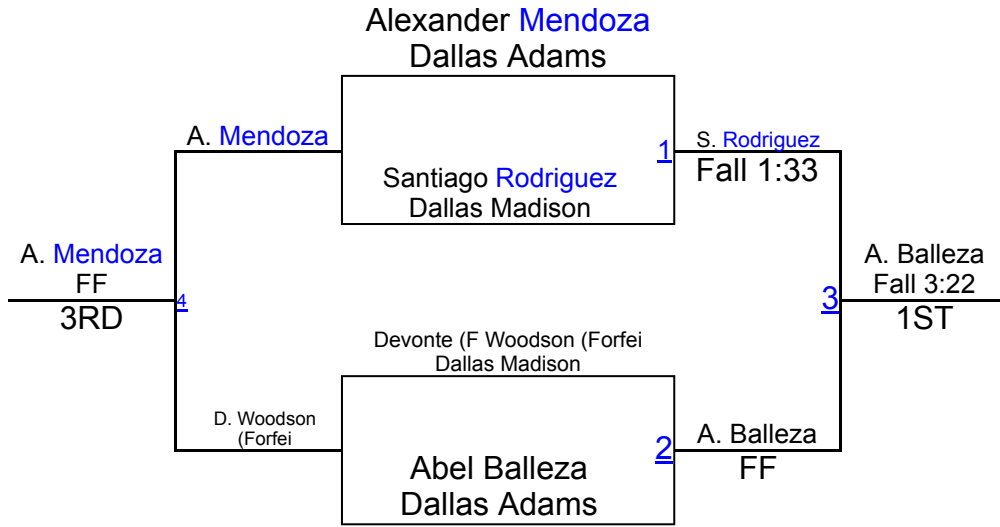 Alexander Mendoza
Dallas Adams
A. Mendoza
1
S. Rodriguez
Fall 1:33
Santiago Rodriguez
Dallas Madison
A. Mendoza
FF
3RD
4
3
A. Balleza
Fall 3:22
1ST
Devonte (F Woodson (Forfei
Dallas Madison
D. Woodson
(Forfei
2
A. Balleza
FF
Abel Balleza
Dallas Adams